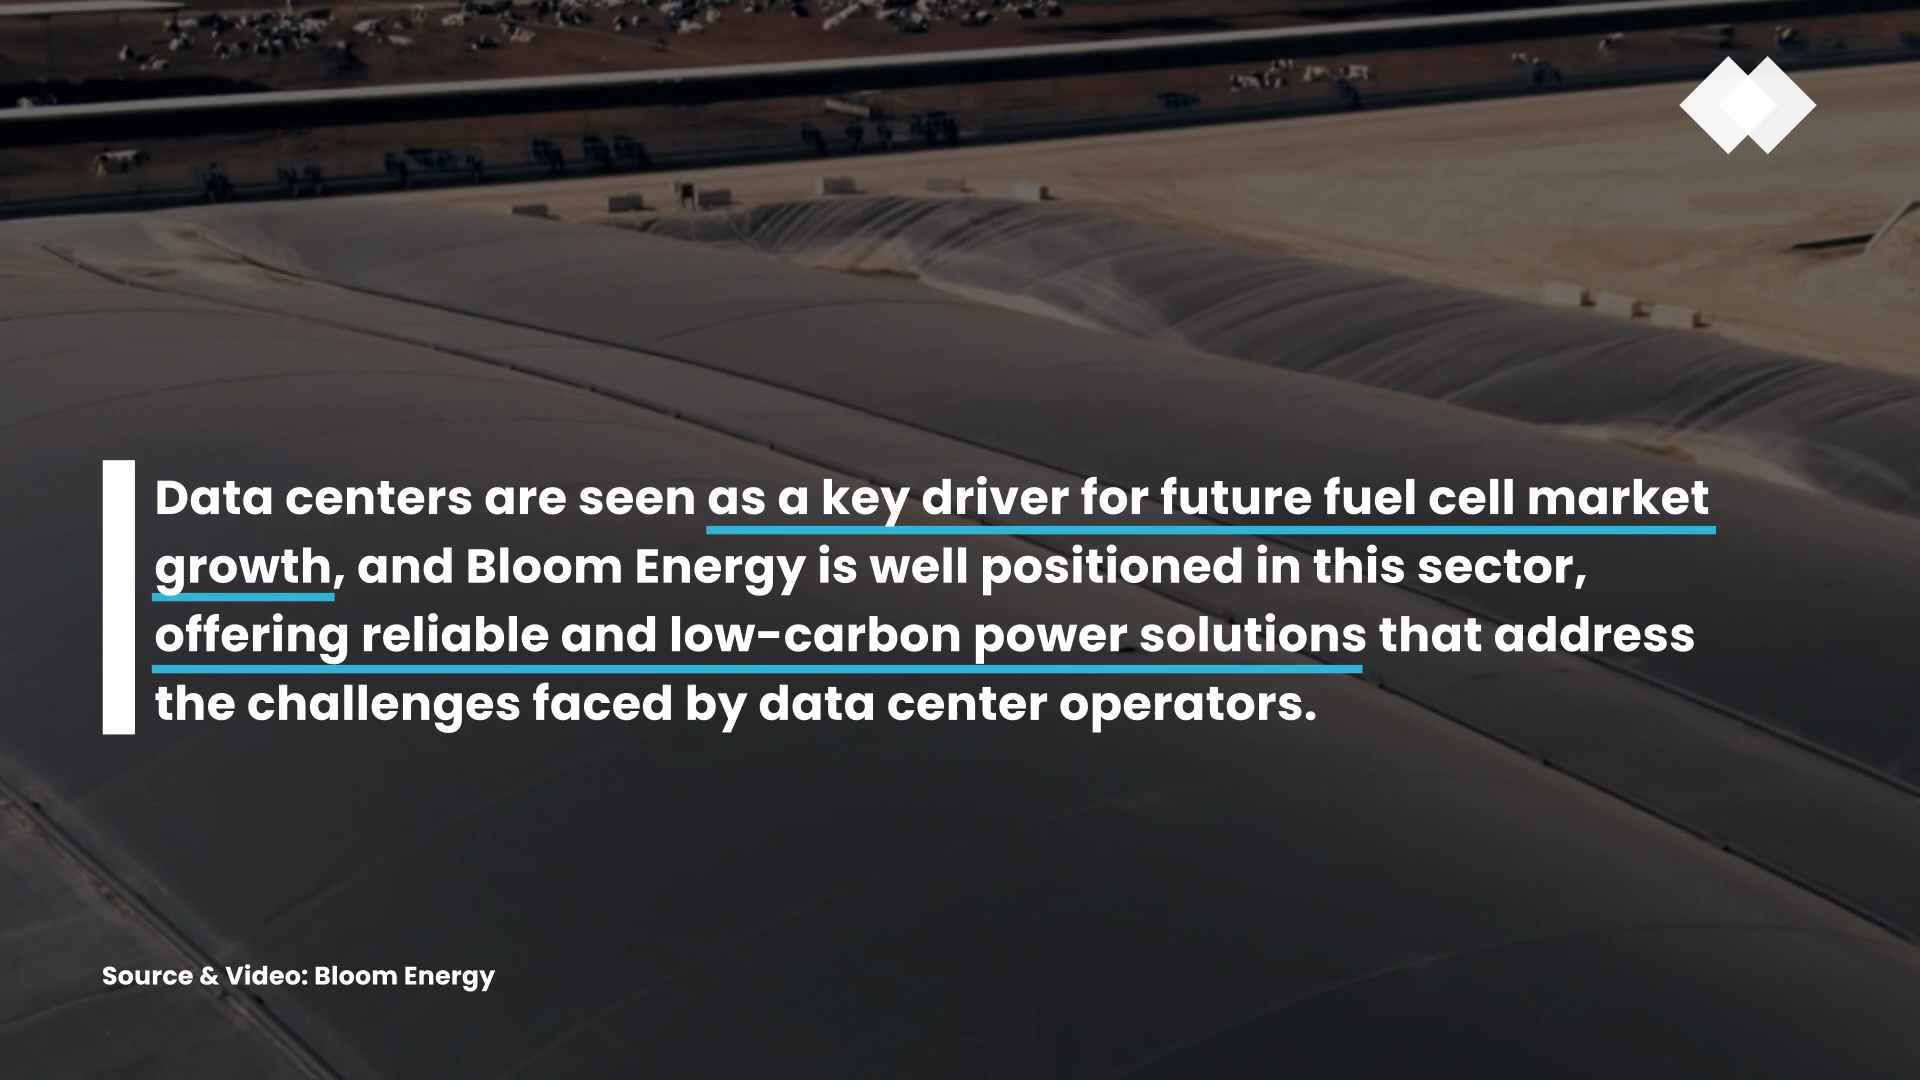 Data centers are seen as a key driver for future fuel cell market
growth, and Bloom Energy is well positioned in this sector,
offering reliable and low-carbon power solutions that address
the challenges faced by data center operators.
Source & Video: Bloom Energy